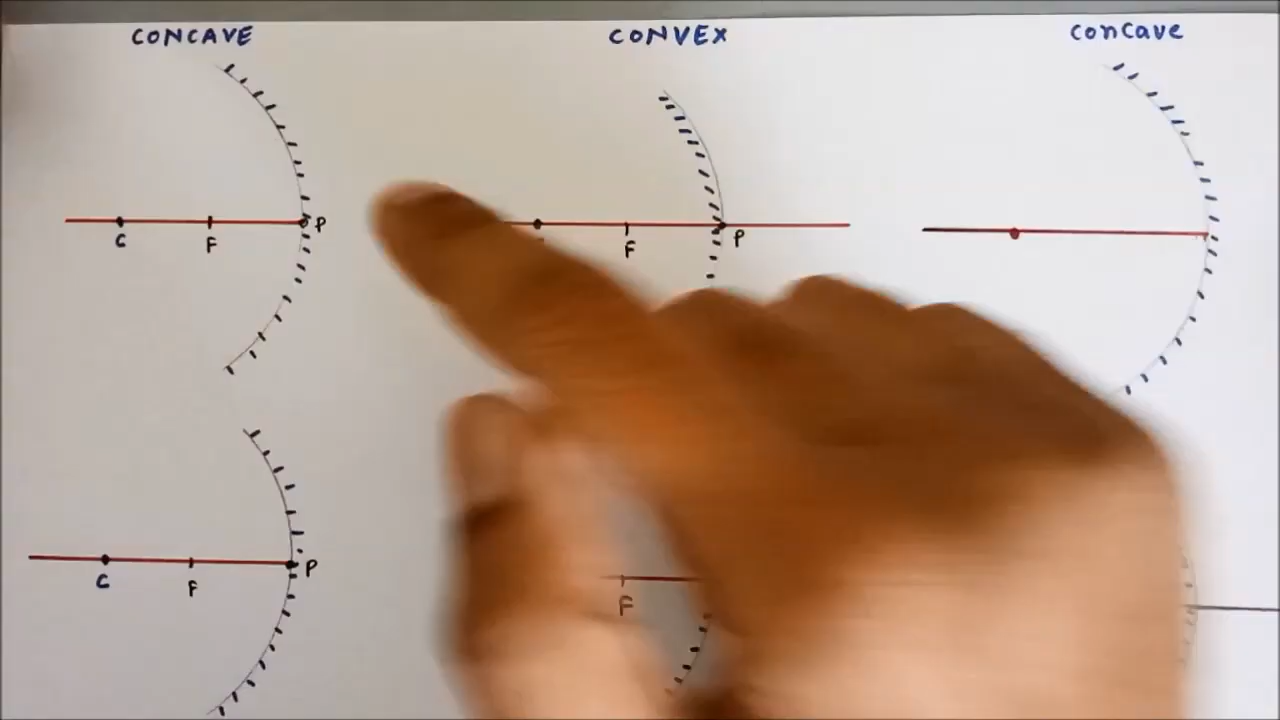 CONCAVE
CONVEX
concave
C F P
F P
C F P
F